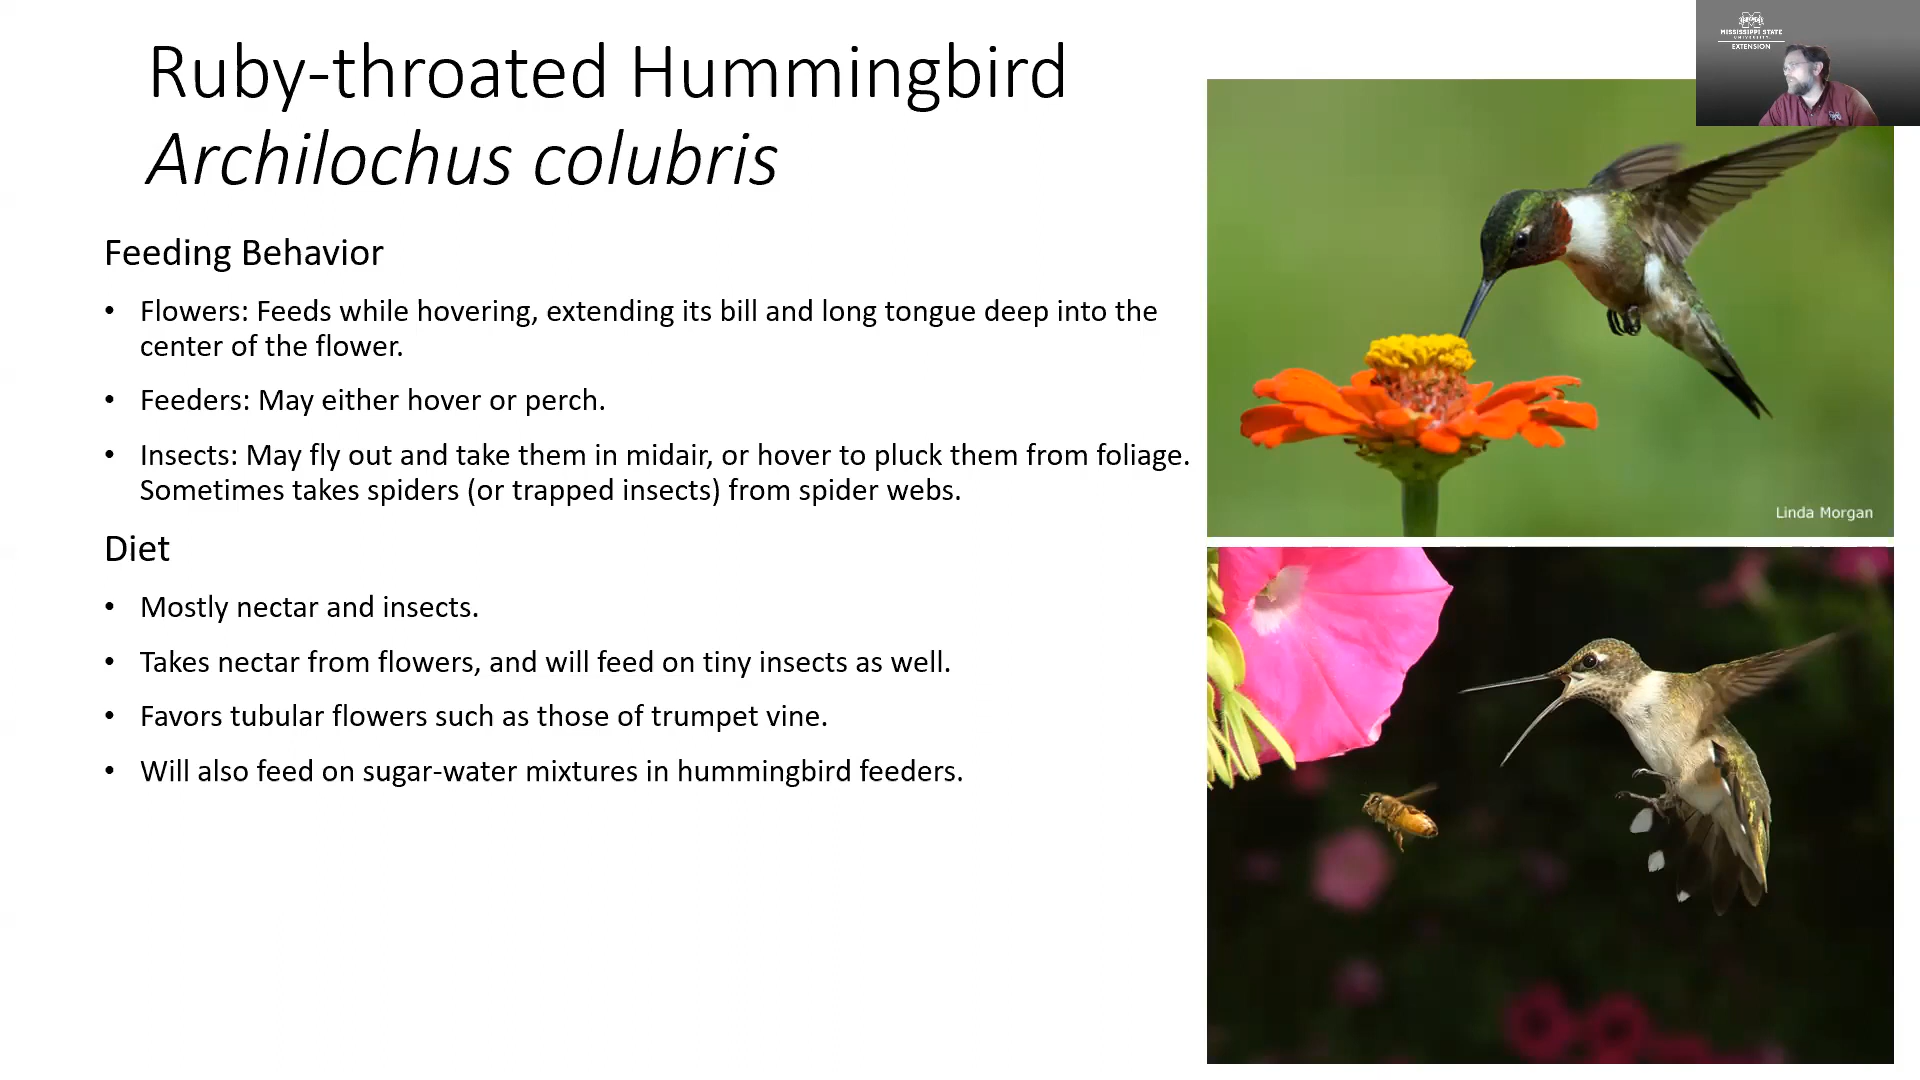 Ruby-throated Hummingbird
Archilochus colubris
Feeding Behavior
• Flowers: Feeds while hovering, extending its bill and long tongue deep into the
center of the flower.
• Feeders: May either hover or perch.
• Insects: May fly out and take them in midair, or hover to pluck them from foliage.
Sometimes takes spiders (or trapped insects) from spider webs.
Diet
• Mostly nectar and insects.
• Takes nectar from flowers, and will feed on tiny insects as well.
• Favors tubular flowers such as those of trumpet vine.
• Will also feed on sugar-water mixtures in hummingbird feeders.
MISSISSIPPI STATE
UNIVERSITY
EXTENSION
Linda Morgan